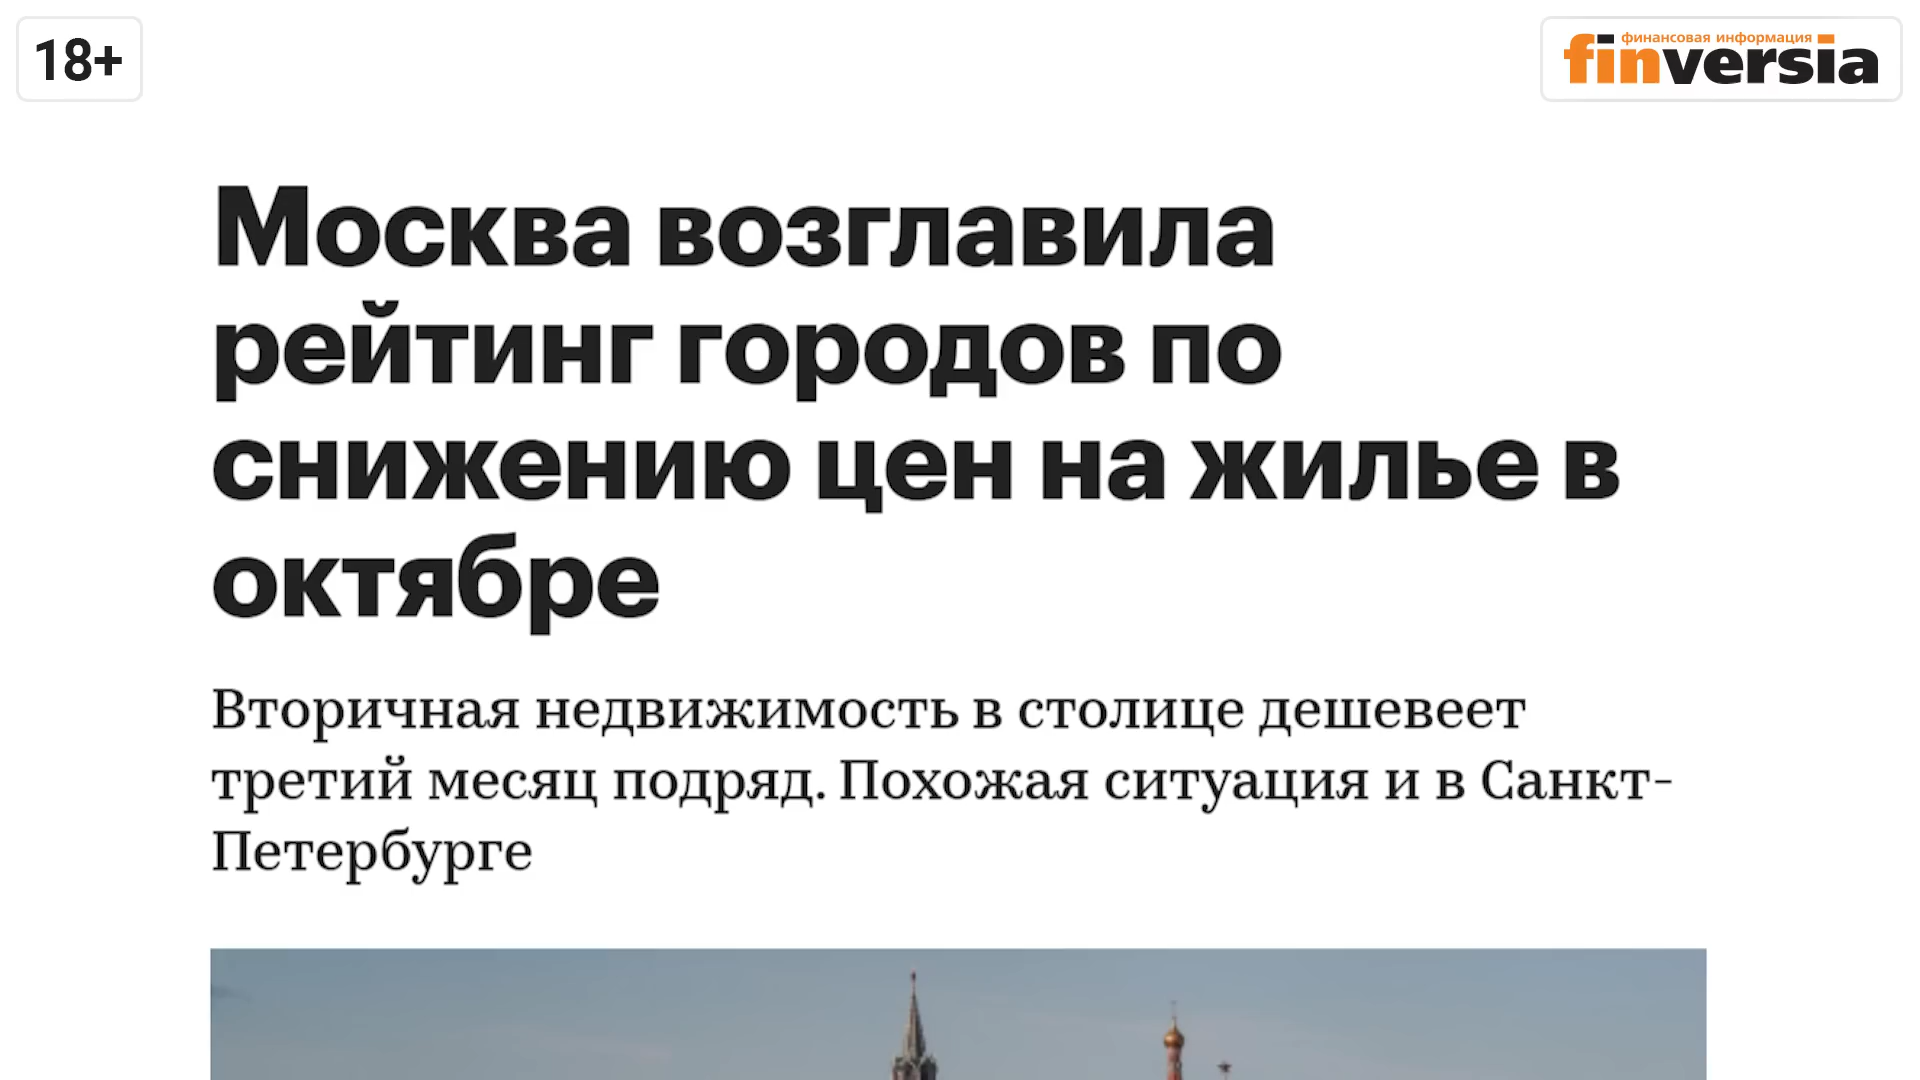 18+
финансовая информация
finversia
Москва возглавила
рейтинг городов по
снижению цен на жилье в
октябре
Вторичная недвижимость в столице дешевеет
третий месяц подряд. Похожая ситуация и в Санкт-
Петербурге